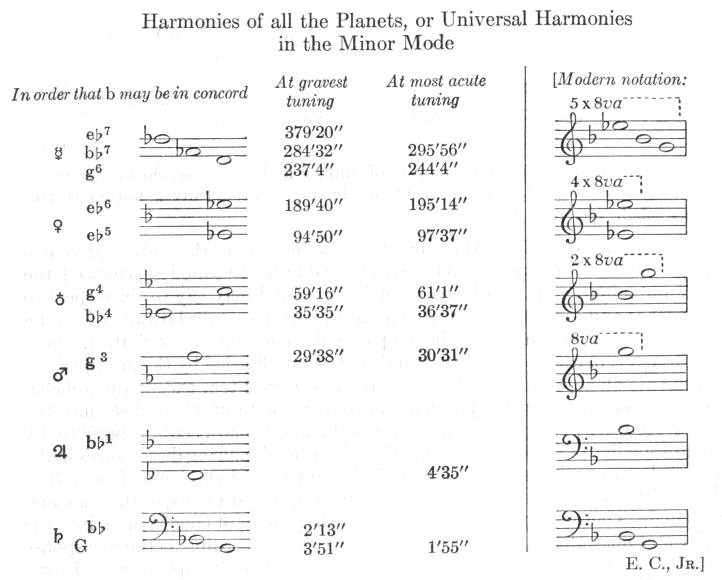 Harmonies of all the Planets, or Universal Harmonies
in the Minor Mode
In order that b may be in concord
At gravest tuning
At most acute tuning
[Modern notation:
☿ e♭⁷ 379′20″ 5 x 8va
b♭⁷ 284′32″ 295′56″
g⁶ 237′4″ 244′4″
♀ e♭⁶ 189′40″ 195′14″ 4 x 8va
e♭⁵ 94′50″ 97′37″
♁ g⁴ 59′16″ 61′1″ 2 x 8va
b♭⁴ 35′35″ 36′37″
♂ g³ 29′38″ 30′31″ 8va
♃ b♭¹
4′35″
♄ b♭ 2′13″
G 3′51″ 1′55″
E. C., JR.]